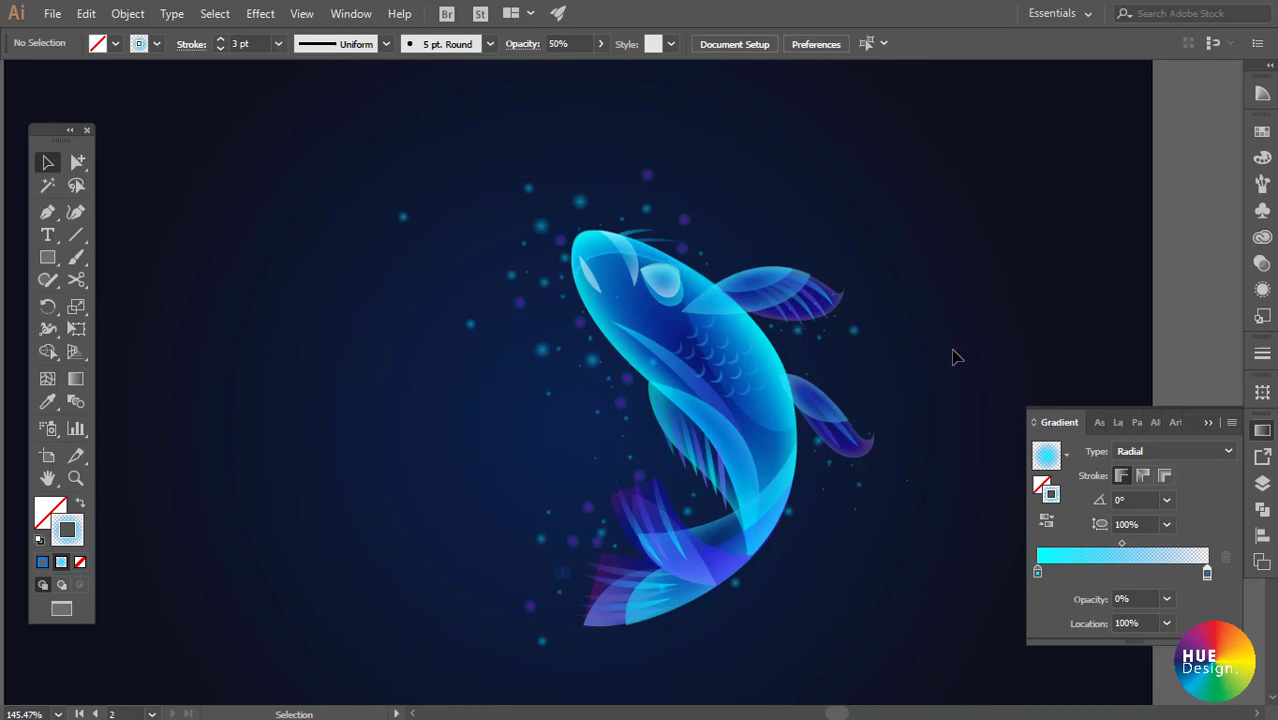 Ai File Edit Object Type Select Effect View Window Help Br St Essentials Search Adobe Stock
No Selection Stroke: 3 pt Uniform 5 pt. Round Opacity: 50% Style: Document Setup Preferences
Gradient As La Pa Al Art
Type: Radial
Stroke:
0°
100%
Opacity: 0%
Location: 100%
HUE
Design.
145.47% 2 Selection